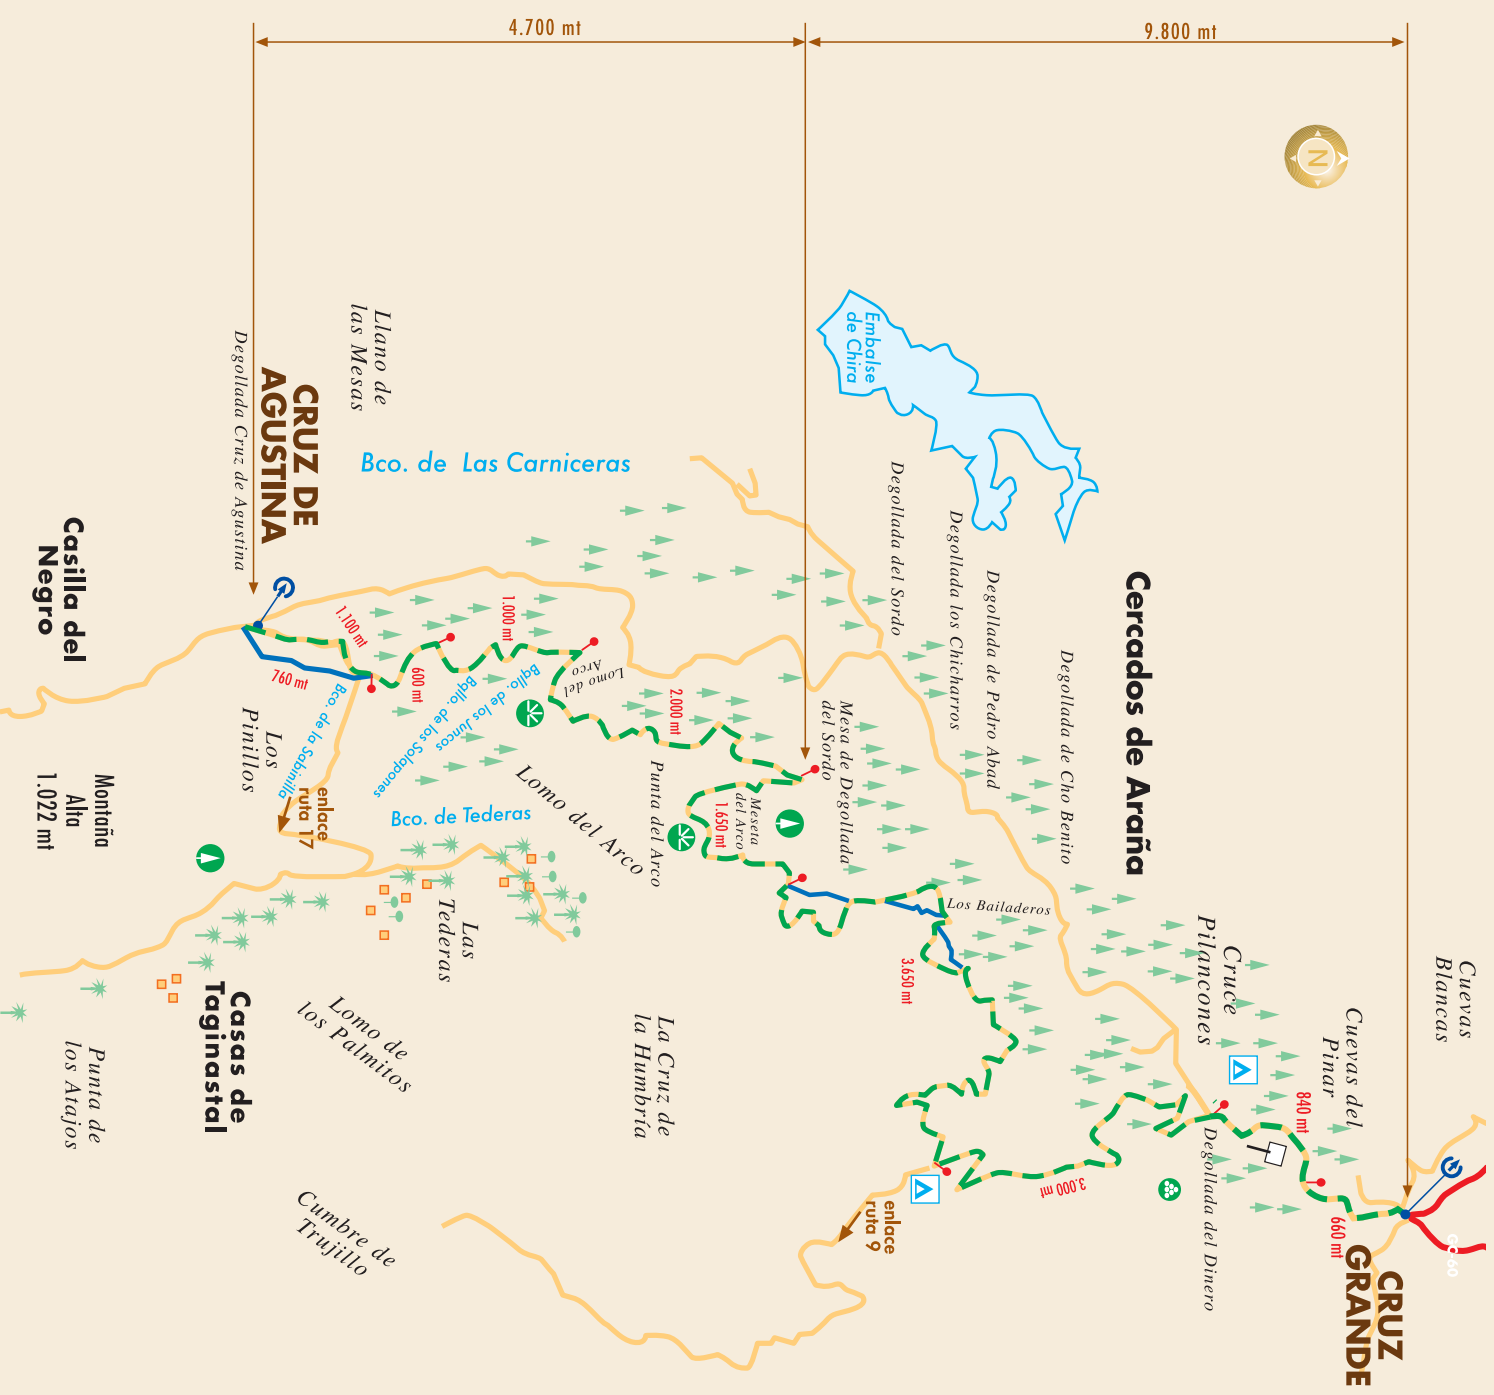 4.700 mt
9.800 mt
N
Embalse
de Chira
Llano de
las Mesas
Degollada Cruz de Agustina
CRUZ DE
AGUSTINA
Bco. de Las Carniceras
Degollada del Sordo
Degollada los Chicharros
Degollada de Pedro Abad
Degollada de Cho Benito
Cercados de Araña
Casilla del
Negro
1.100 mt
760 mt
600 mt
1.000 mt
Lomo del
Arco
2.000 mt
Bco. de la Sabinilla
Bqllo. de los Solapones
Bqllo. de los Juncos
Los
Pinillos
Montaña
Alta
1.022 mt
enlace
ruta 17
Bco. de Tederas
Lomo del Arco
Punta del Arco
1.650 mt
Meseta
del Arco
Mesa de Degollada
del Sordo
Los Bailaderos
Las
Tederas
3.650 mt
Cruce
Pilancones
Cuevas
Blancas
Cuevas del
Pinar
Casas de
Taginastal
Lomo de
los Palmitos
La Cruz de
la Humbría
Punta de
los Atajos
840 mt
Degollada del Dinero
3.000 mt
660 mt
GC-60
enlace
ruta 9
Cumbre de
Trujillo
CRUZ
GRANDE